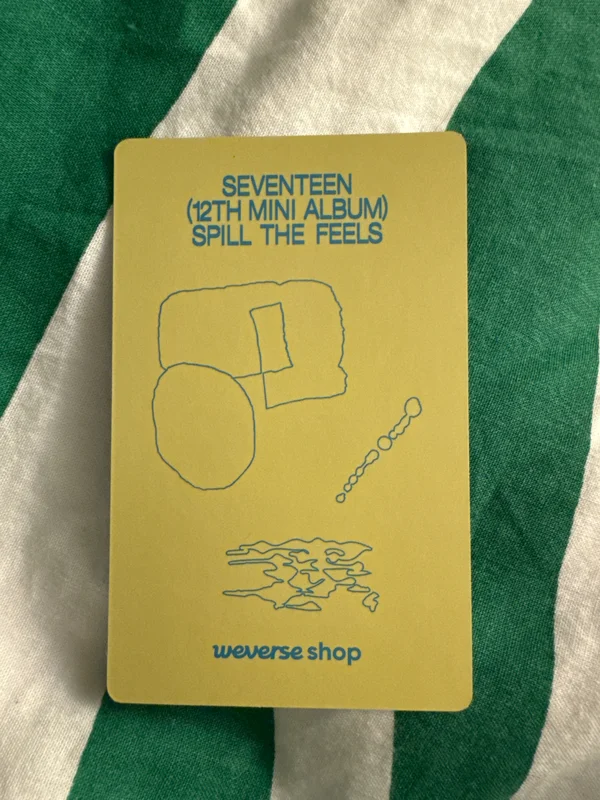 SEVENTEEN
(12TH MINI ALBUM)
SPILL THE FEELS
weverse shop